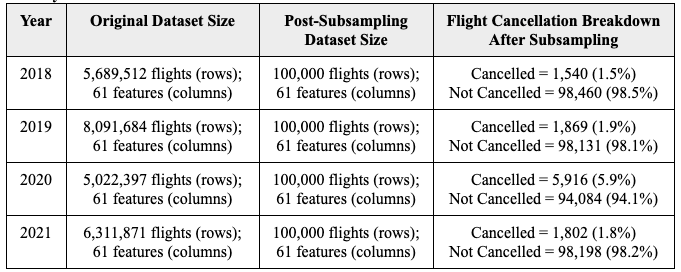 Year
Original Dataset Size
Post-Subsampling
Dataset Size
Flight Cancellation Breakdown
After Subsampling
2018
5,689,512 flights (rows);
61 features (columns)
100,000 flights (rows);
61 features (columns)
Cancelled = 1,540 (1.5%)
Not Cancelled = 98,460 (98.5%)
2019
8,091,684 flights (rows);
61 features (columns)
100,000 flights (rows);
61 features (columns)
Cancelled = 1,869 (1.9%)
Not Cancelled = 98,131 (98.1%)
2020
5,022,397 flights (rows);
61 features (columns)
100,000 flights (rows);
61 features (columns)
Cancelled = 5,916 (5.9%)
Not Cancelled = 94,084 (94.1%)
2021
6,311,871 flights (rows);
61 features (columns)
100,000 flights (rows);
61 features (columns)
Cancelled = 1,802 (1.8%)
Not Cancelled = 98,198 (98.2%)